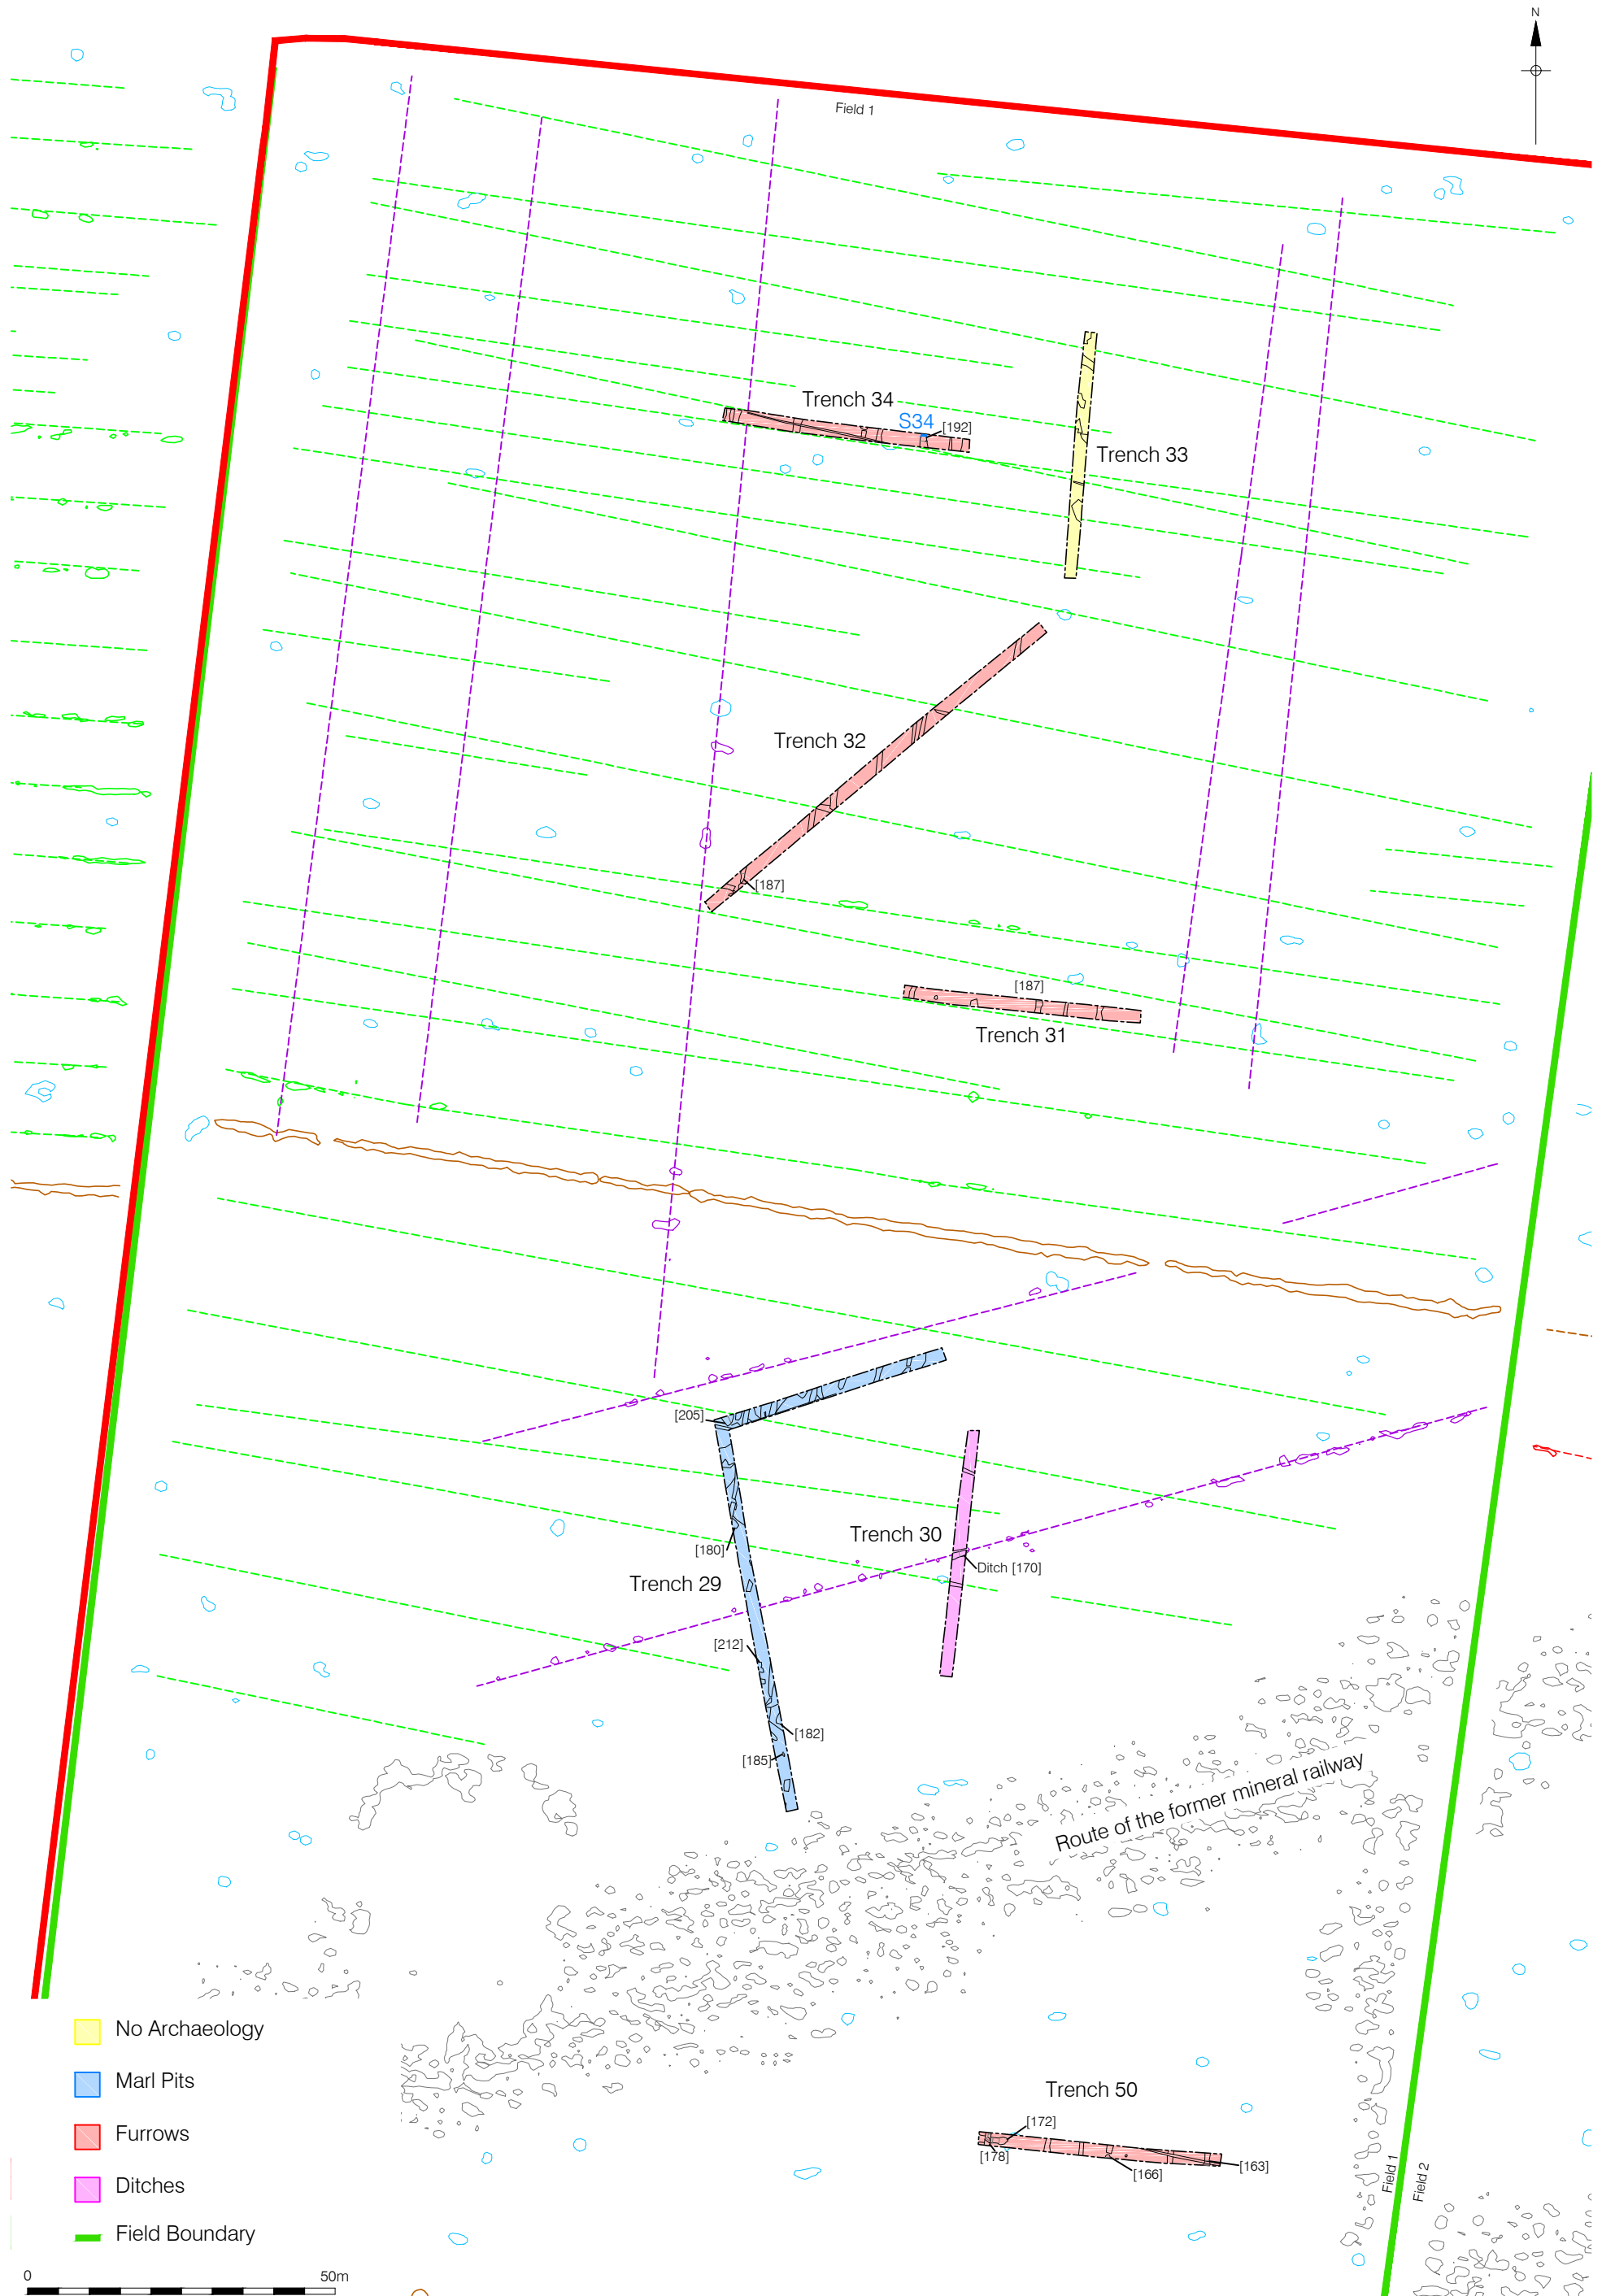 N
Field 1
Trench 34
S34
[192]
Trench 33
Trench 32
[187]
[187]
Trench 31
[205]
[180]
Trench 30
Ditch [170]
Trench 29
[212]
[182]
[185]
Route of the former mineral railway
No Archaeology
Marl Pits
Furrows
Ditches
Field Boundary
0 50m
Trench 50
[172]
[178]
[166]
[163]
Field 1
Field 2